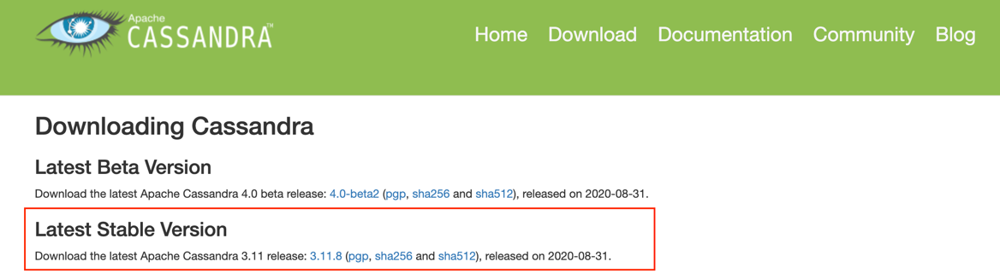 Apache
CASSANDRA™
Home Download Documentation Community Blog
Downloading Cassandra
Latest Beta Version
Download the latest Apache Cassandra 4.0 beta release: 4.0-beta2 (pgp, sha256 and sha512), released on 2020-08-31.
Latest Stable Version
Download the latest Apache Cassandra 3.11 release: 3.11.8 (pgp, sha256 and sha512), released on 2020-08-31.